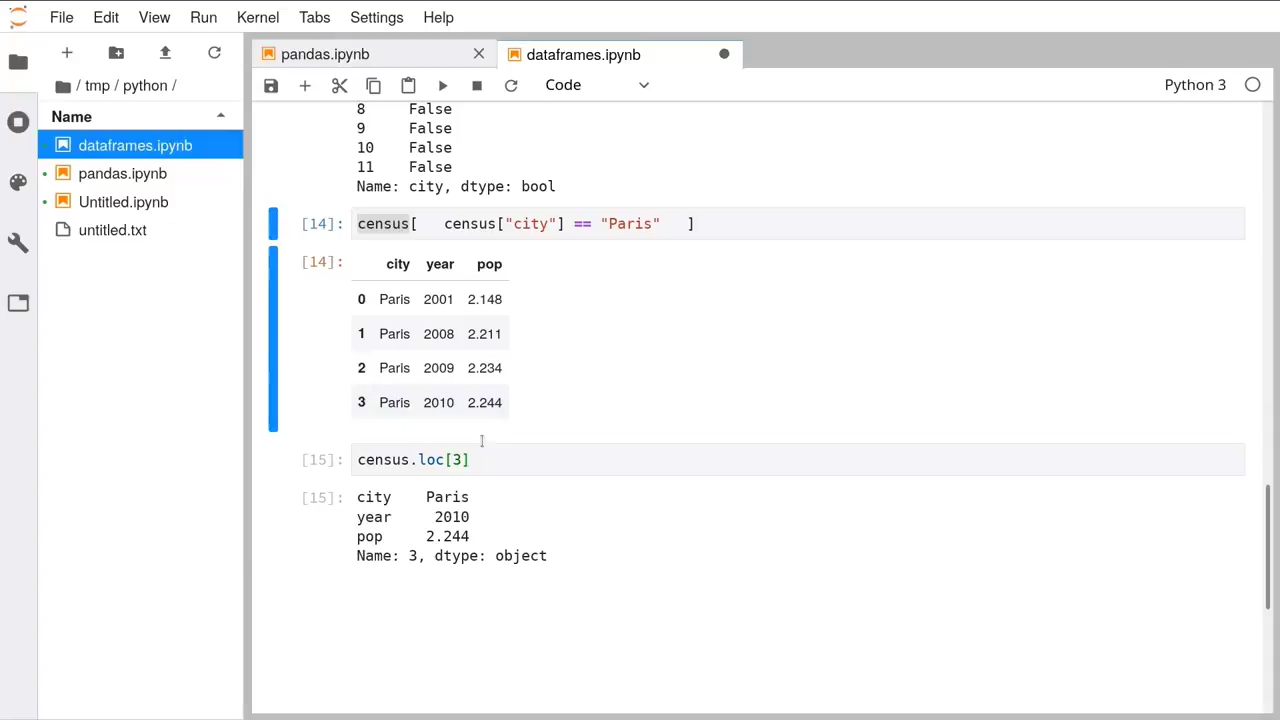 File Edit View Run Kernel Tabs Settings Help
pandas.ipynb
dataframes.ipynb
/ tmp / python /
Code
Python 3
Name
dataframes.ipynb
pandas.ipynb
Untitled.ipynb
untitled.txt
8 False
9 False
10 False
11 False
Name: city, dtype: bool
[14]: census[   census["city"] == "Paris"   ]
[14]: city year pop
0 Paris 2001 2.148
1 Paris 2008 2.211
2 Paris 2009 2.234
3 Paris 2010 2.244
[15]: census.loc[3]
[15]: city Paris
year 2010
pop 2.244
Name: 3, dtype: object